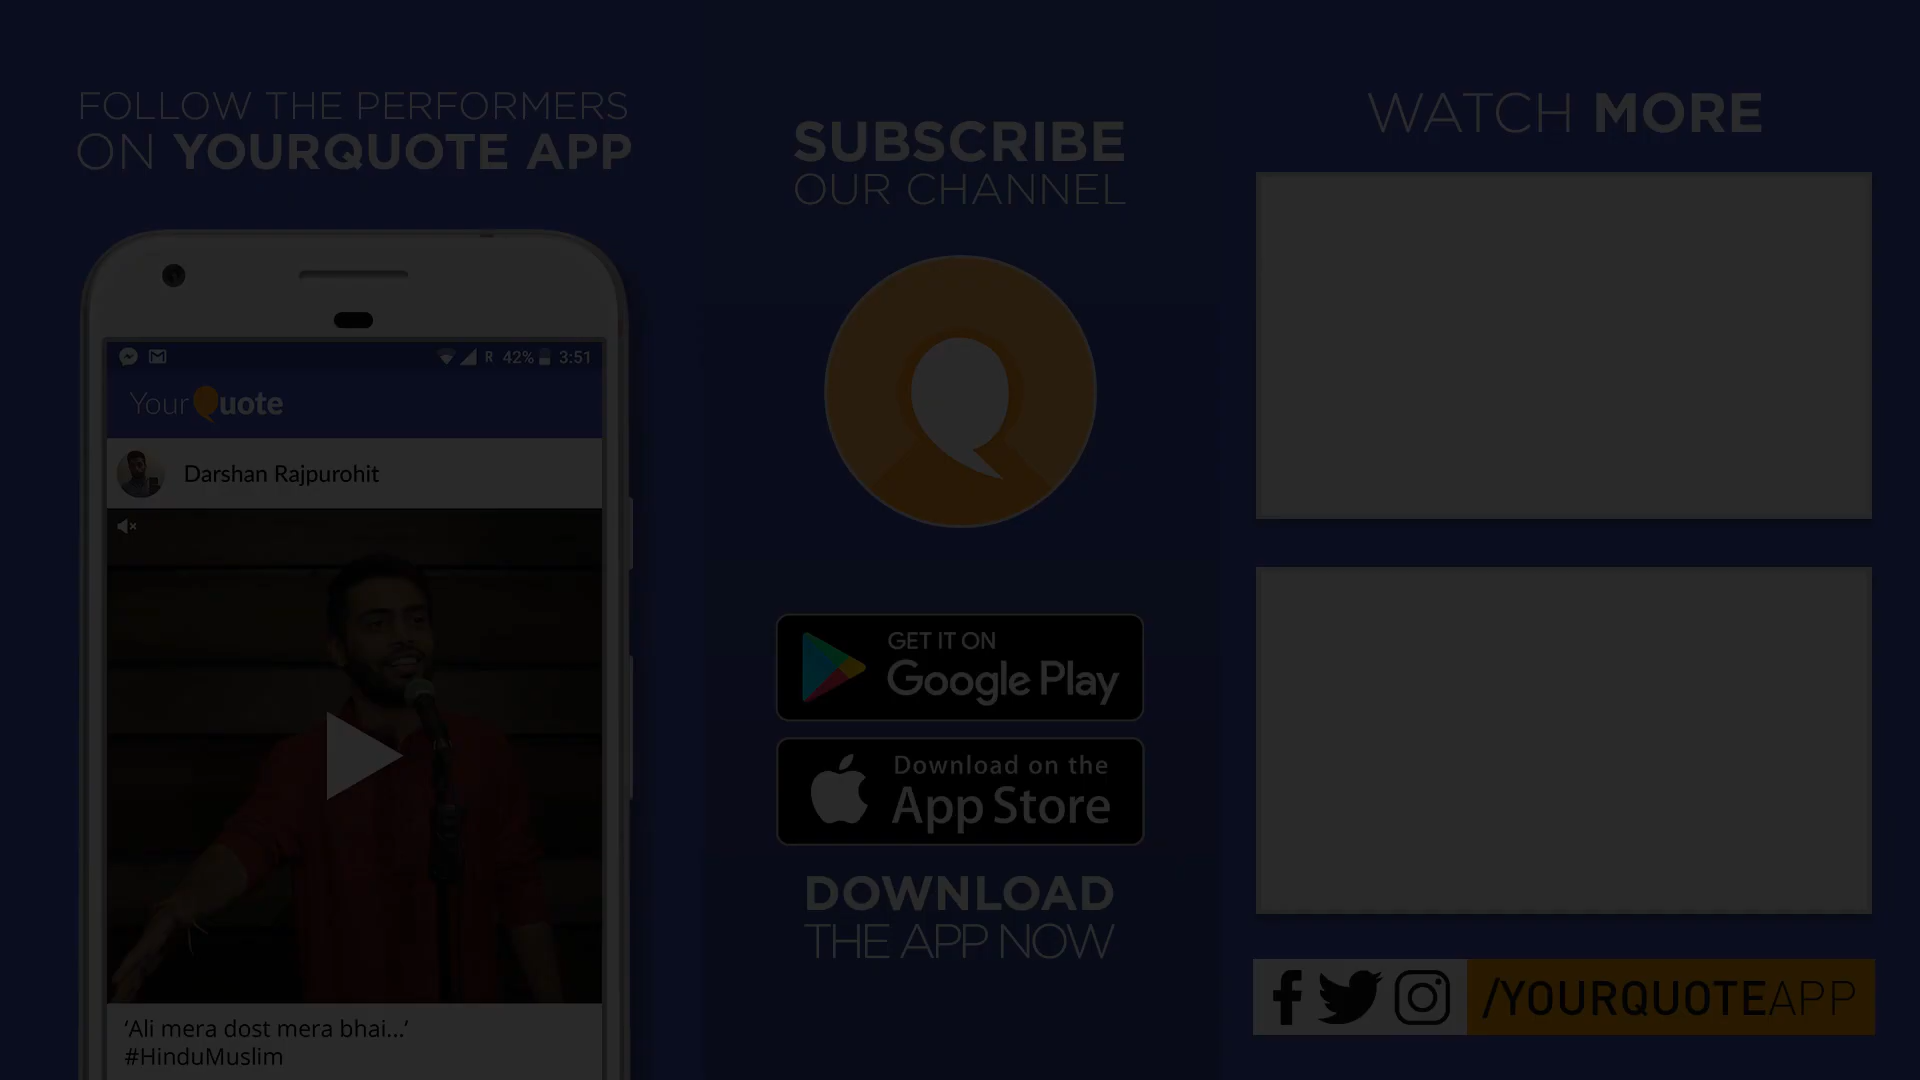 FOLLOW THE PERFORMERS
ON YOURQUOTE APP
R 42% 3:51
YourQuote
Darshan Rajpurohit
‘Ali mera dost mera bhai...’
#HinduMuslim
SUBSCRIBE
OUR CHANNEL
GET IT ON
Google Play
Download on the
App Store
DOWNLOAD
THE APP NOW
WATCH MORE
/YOURQUOTEAPP